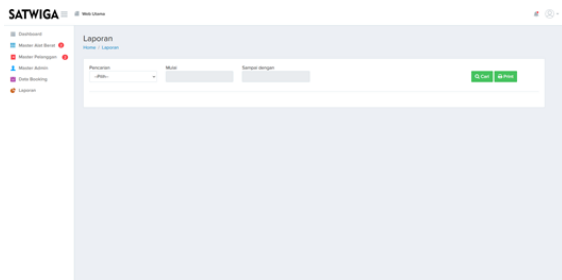 SATWIGA
Web Utama
Dashboard
Master Alat Berat
Master Pelanggan
Master Admin
Data Booking
Laporan
Laporan
Home / Laporan
Pencarian
Mulai
Sampai dengan
--Pilih--
Cari
Print